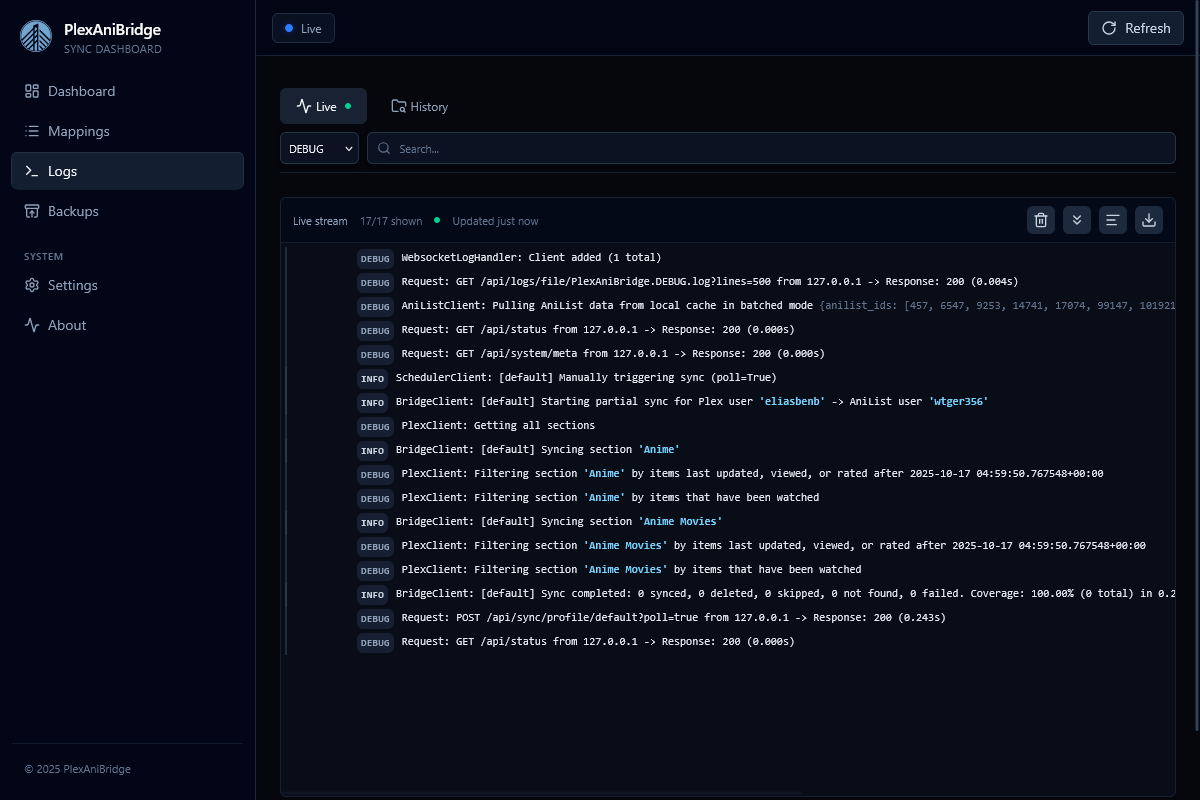 PlexAniBridge
SYNC DASHBOARD
Dashboard
Mappings
Logs
Backups
SYSTEM
Settings
About
© 2025 PlexAniBridge
Live
Refresh
Live
History
DEBUG
Search...
Live stream 17/17 shown Updated just now
DEBUG WebsocketLogHandler: Client added (1 total)
DEBUG Request: GET /api/logs/file/PlexAniBridge.DEBUG.log?lines=500 from 127.0.0.1 -> Response: 200 (0.004s)
DEBUG AniListClient: Pulling AniList data from local cache in batched mode {anilist_ids: [457, 6547, 9253, 14741, 17074, 99147, 101921
DEBUG Request: GET /api/status from 127.0.0.1 -> Response: 200 (0.000s)
DEBUG Request: GET /api/system/meta from 127.0.0.1 -> Response: 200 (0.000s)
INFO SchedulerClient: [default] Manually triggering sync (poll=True)
INFO BridgeClient: [default] Starting partial sync for Plex user 'eliasbenb' -> AniList user 'wtger356'
DEBUG PlexClient: Getting all sections
INFO BridgeClient: [default] Syncing section 'Anime'
DEBUG PlexClient: Filtering section 'Anime' by items last updated, viewed, or rated after 2025-10-17 04:59:50.767548+00:00
DEBUG PlexClient: Filtering section 'Anime' by items that have been watched
INFO BridgeClient: [default] Syncing section 'Anime Movies'
DEBUG PlexClient: Filtering section 'Anime Movies' by items last updated, viewed, or rated after 2025-10-17 04:59:50.767548+00:00
DEBUG PlexClient: Filtering section 'Anime Movies' by items that have been watched
INFO BridgeClient: [default] Sync completed: 0 synced, 0 deleted, 0 skipped, 0 not found, 0 failed. Coverage: 100.00% (0 total) in 0.2
DEBUG Request: POST /api/sync/profile/default?poll=true from 127.0.0.1 -> Response: 200 (0.243s)
DEBUG Request: GET /api/status from 127.0.0.1 -> Response: 200 (0.000s)